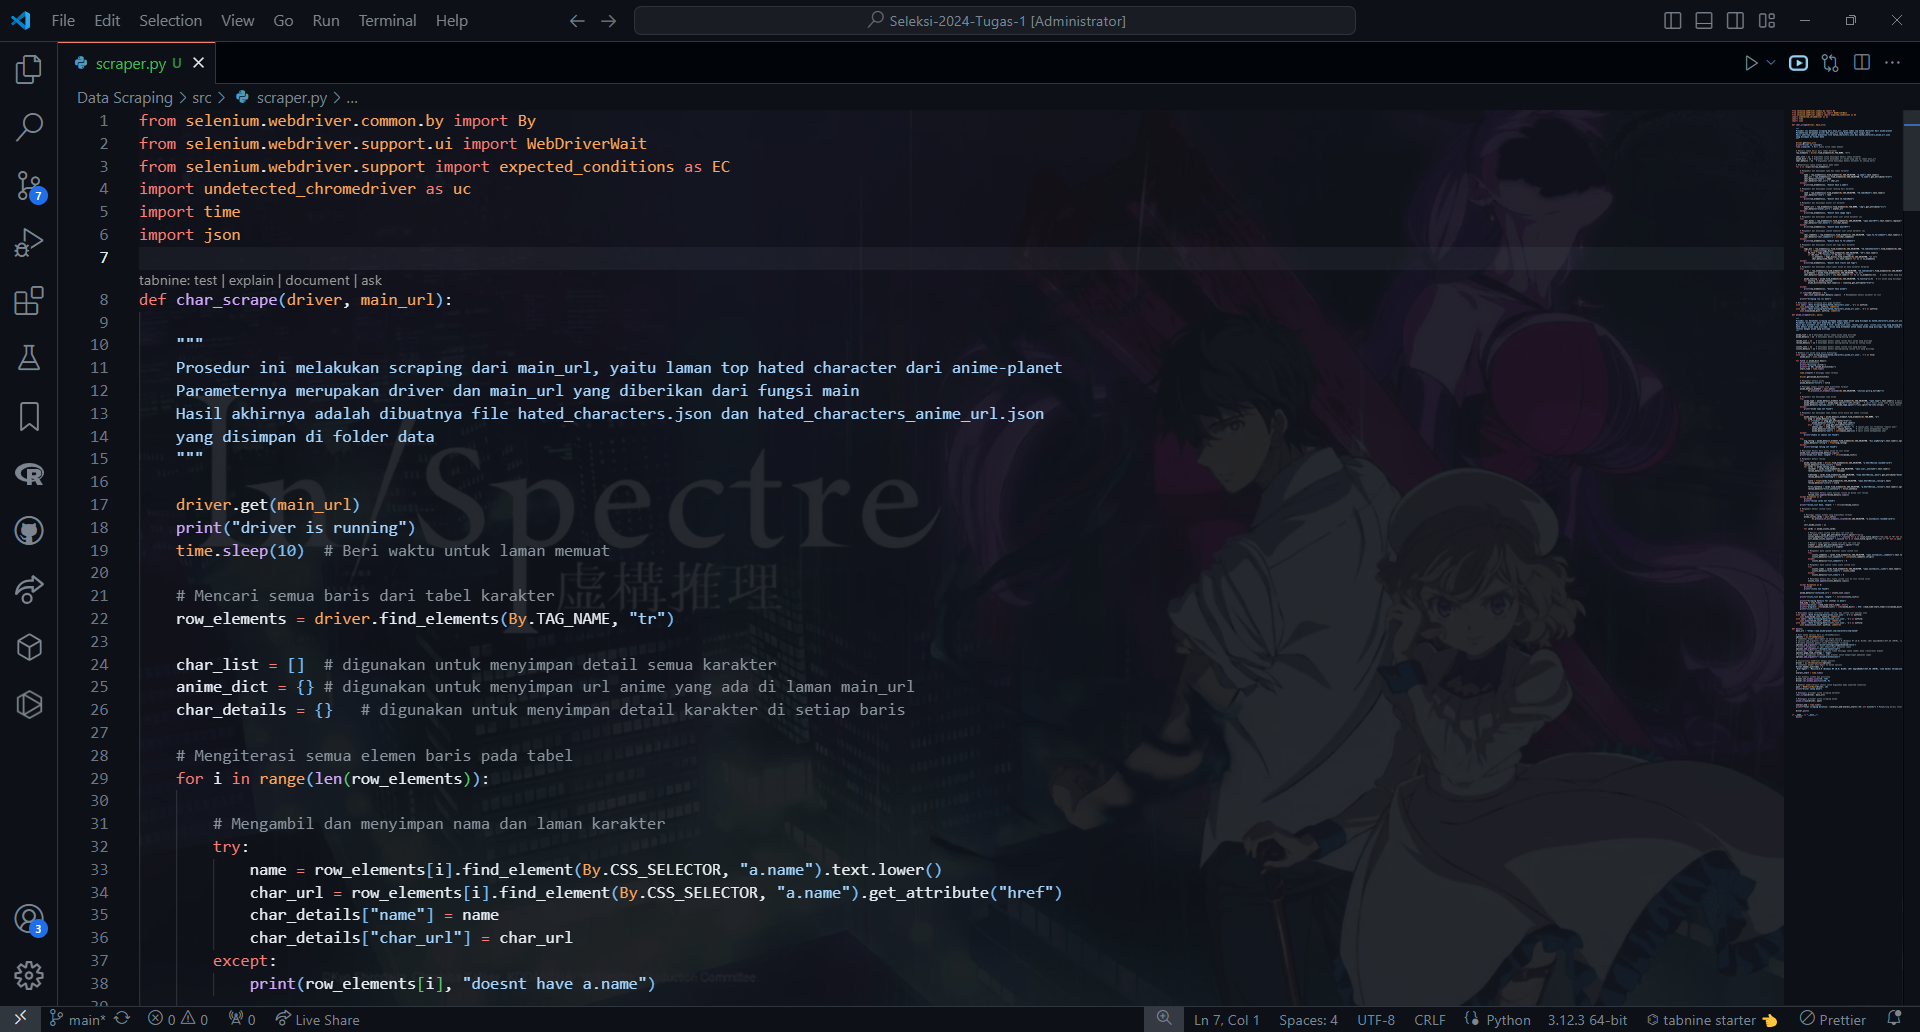 File Edit Selection View Go Run Terminal Help
Seleksi-2024-Tugas-1 [Administrator]
scraper.py U
Data Scraping > src > scraper.py > ...
1 from selenium.webdriver.common.by import By
2 from selenium.webdriver.support.ui import WebDriverWait
3 from selenium.webdriver.support import expected_conditions as EC
4 import undetected_chromedriver as uc
5 import time
6 import json
7
tabnine: test | explain | document | ask
8 def char_scrape(driver, main_url):
9
10 """
11 Prosedur ini melakukan scraping dari main_url, yaitu laman top hated character dari anime-planet
12 Parameternya merupakan driver dan main_url yang diberikan dari fungsi main
13 Hasil akhirnya adalah dibuatnya file hated_characters.json dan hated_characters_anime_url.json
14 yang disimpan di folder data
15 """
16
17 driver.get(main_url)
18 print("driver is running")
19 time.sleep(10)  # Beri waktu untuk laman memuat
20
21 # Mencari semua baris dari tabel karakter
22 row_elements = driver.find_elements(By.TAG_NAME, "tr")
23
24 char_list = []  # digunakan untuk menyimpan detail semua karakter
25 anime_dict = {} # digunakan untuk menyimpan url anime yang ada di laman main_url
26 char_details = {}   # digunakan untuk menyimpan detail karakter di setiap baris
27
28 # Mengiterasi semua elemen baris pada tabel
29 for i in range(len(row_elements)):
30
31 # Mengambil dan menyimpan nama dan laman karakter
32 try:
33 name = row_elements[i].find_element(By.CSS_SELECTOR, "a.name").text.lower()
34 char_url = row_elements[i].find_element(By.CSS_SELECTOR, "a.name").get_attribute("href")
35 char_details["name"] = name
36 char_details["char_url"] = char_url
37 except:
38 print(row_elements[i], "doesnt have a.name")
In/Spectre
虚構推理
7
3
main* 0 0 0 Live Share Ln 7, Col 1 Spaces: 4 UTF-8 CRLF Python 3.12.3 64-bit tabnine starter Prettier